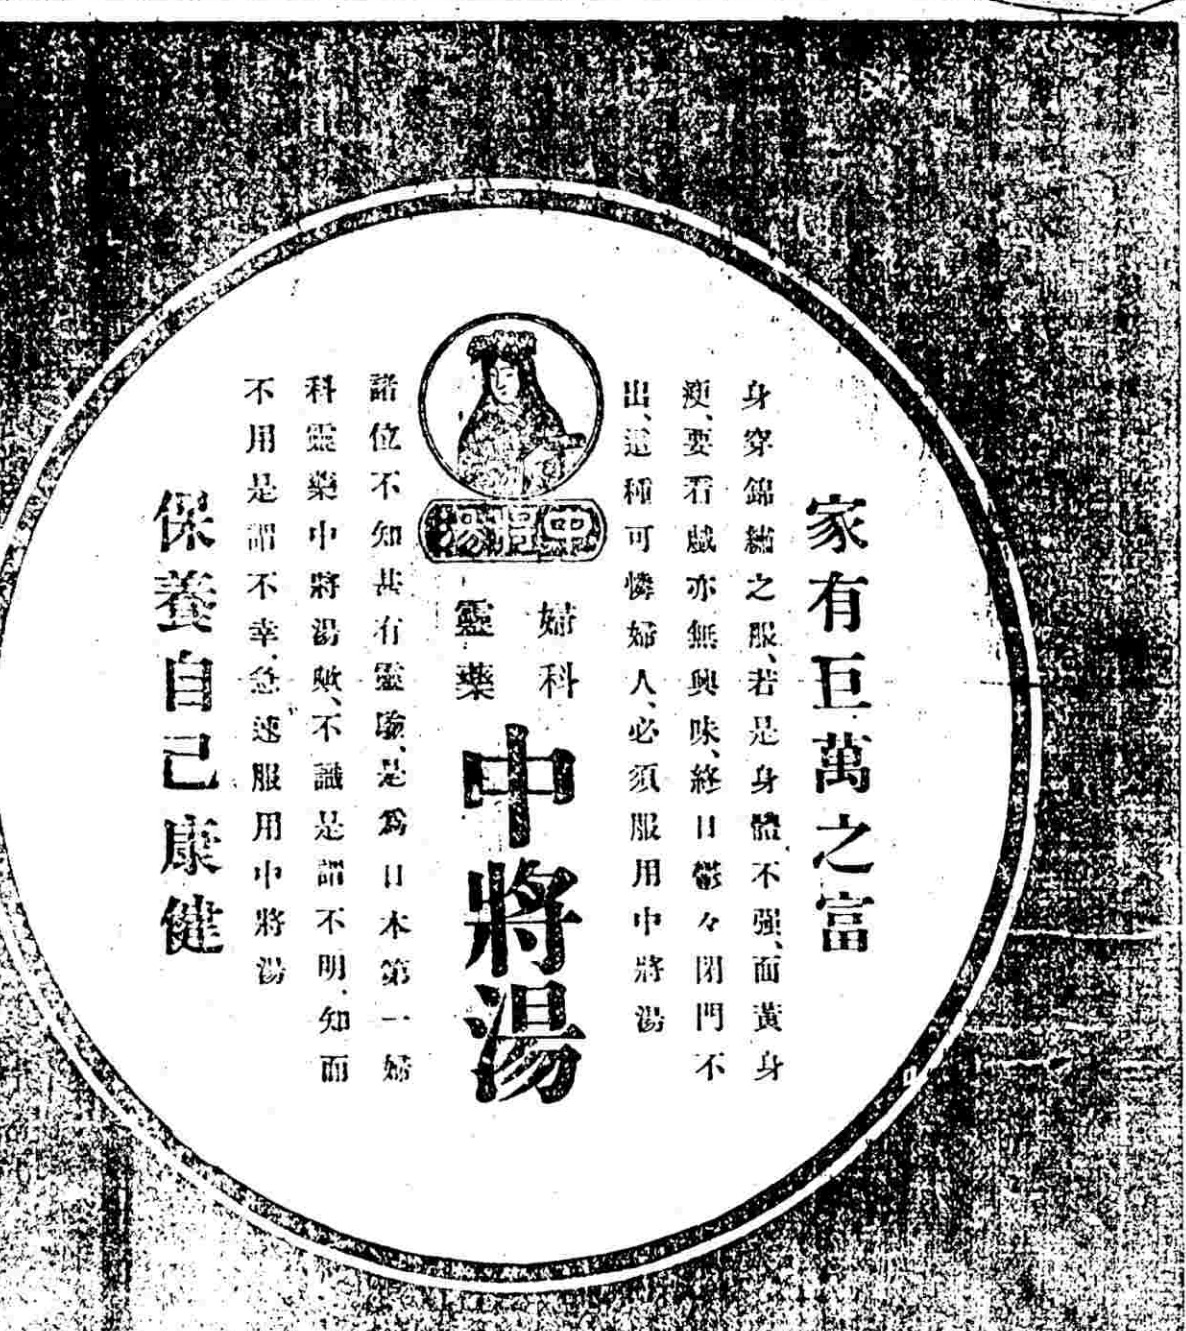 家有巨萬之富
身穿錦繡之服、若是身體不强、面黃身
瘦、要看戲亦無興味、終日鬱々閉門不
出、這種可憐婦人、必須服用中將湯
中將湯
婦科
靈藥
中將湯
諸位不知甚有靈驗、是爲日本第一婦
科靈藥中將湯歟、不識是謂不明、知而
不用是謂不幸、急速服用中將湯
保養自己康健